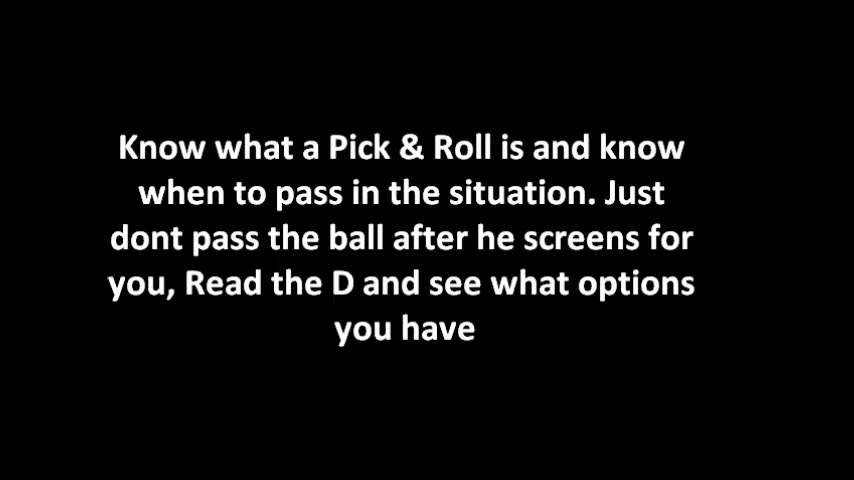 Know what a Pick & Roll is and know
when to pass in the situation. Just
dont pass the ball after he screens for
you, Read the D and see what options
you have